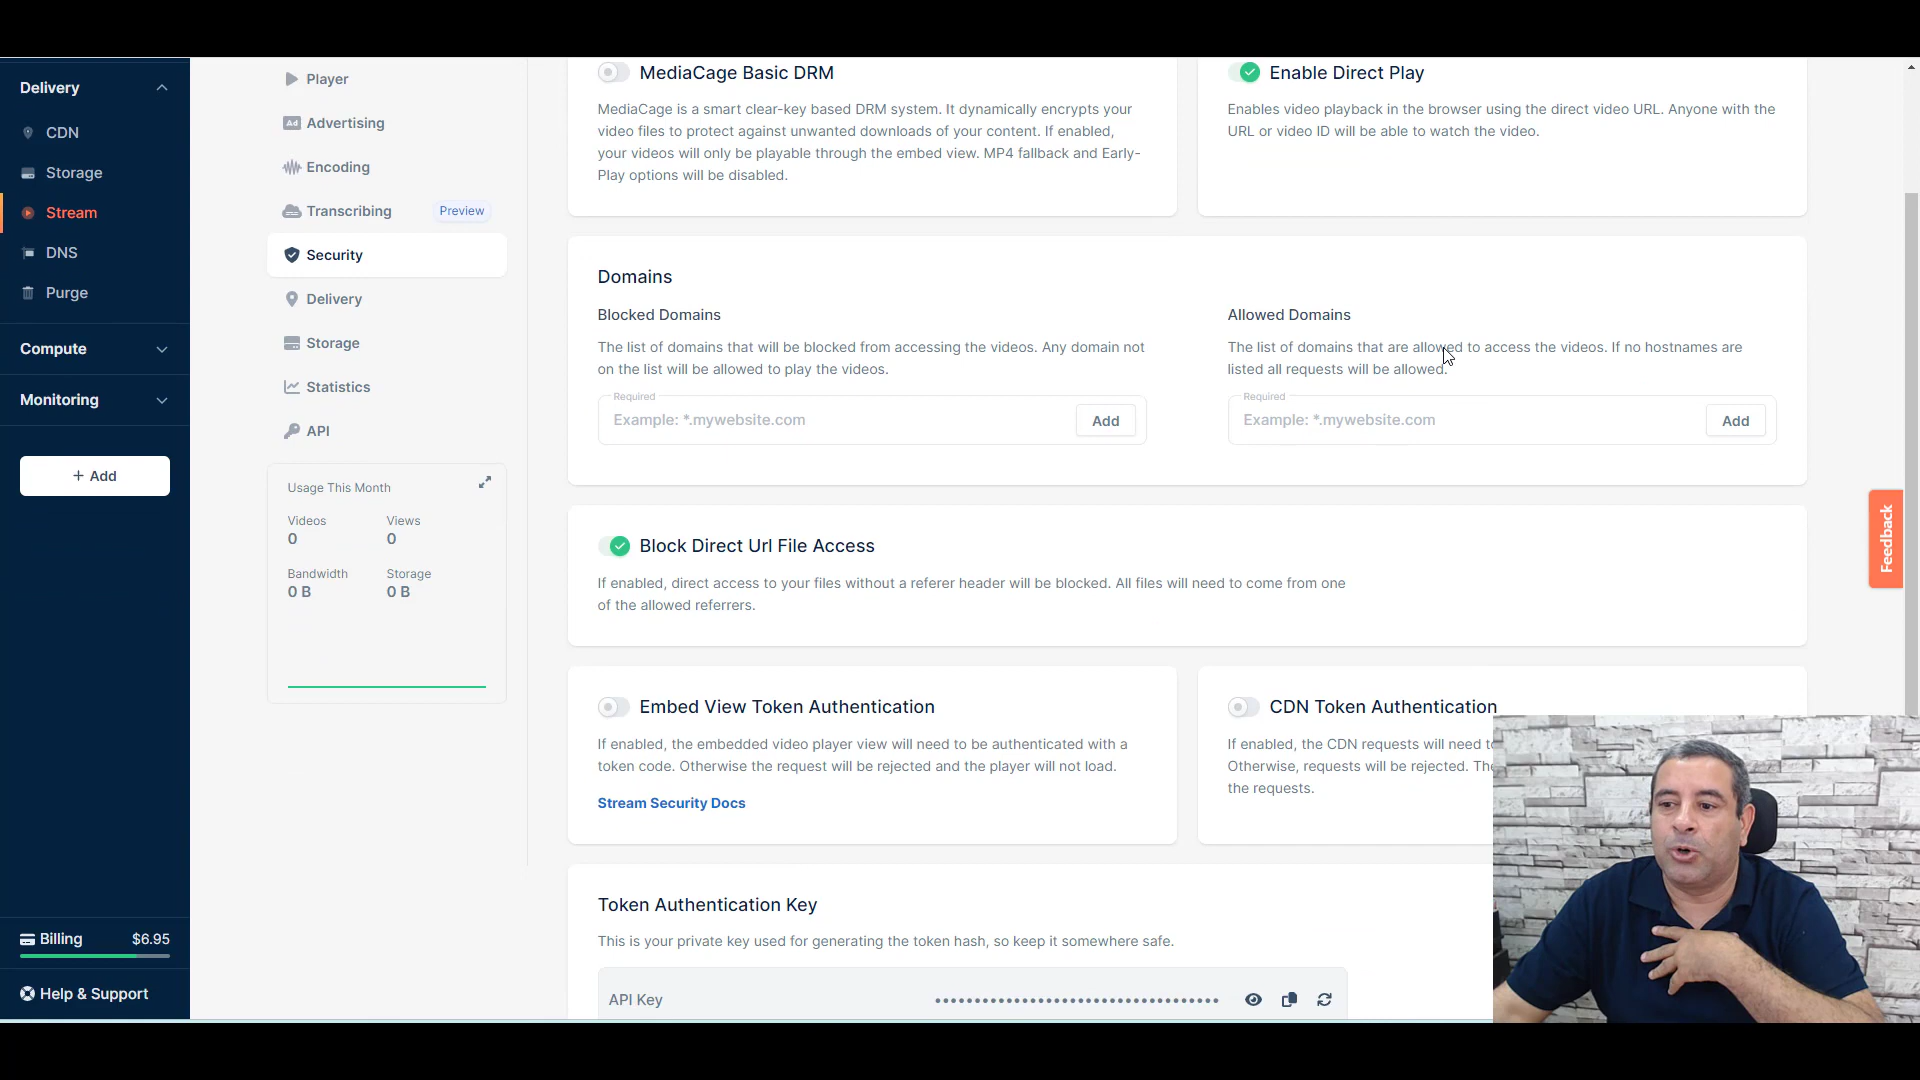 Delivery
CDN
Storage
Stream
DNS
Purge
Compute
Monitoring
+ Add
Billing $6.95
Help & Support
Player
Ad Advertising
Encoding
Transcribing Preview
Security
Delivery
Storage
Statistics
API
Usage This Month
Videos Views
0 0
Bandwidth Storage
0 B 0 B
MediaCage Basic DRM
MediaCage is a smart clear-key based DRM system. It dynamically encrypts your
video files to protect against unwanted downloads of your content. If enabled,
your videos will only be playable through the embed view. MP4 fallback and Early-
Play options will be disabled.
Enable Direct Play
Enables video playback in the browser using the direct video URL. Anyone with the
URL or video ID will be able to watch the video.
Domains
Blocked Domains
The list of domains that will be blocked from accessing the videos. Any domain not
on the list will be allowed to play the videos.
Required
Example: *.mywebsite.com
Add
Allowed Domains
The list of domains that are allowed to access the videos. If no hostnames are
listed all requests will be allowed.
Required
Example: *.mywebsite.com
Add
Block Direct Url File Access
If enabled, direct access to your files without a referer header will be blocked. All files will need to come from one
of the allowed referrers.
Embed View Token Authentication
If enabled, the embedded video player view will need to be authenticated with a
token code. Otherwise the request will be rejected and the player will not load.
Stream Security Docs
CDN Token Authentication
If enabled, the CDN requests will need
Otherwise, requests will be rejected.
the requests.
Token Authentication Key
This is your private key used for generating the token hash, so keep it somewhere safe.
API Key
Feedback